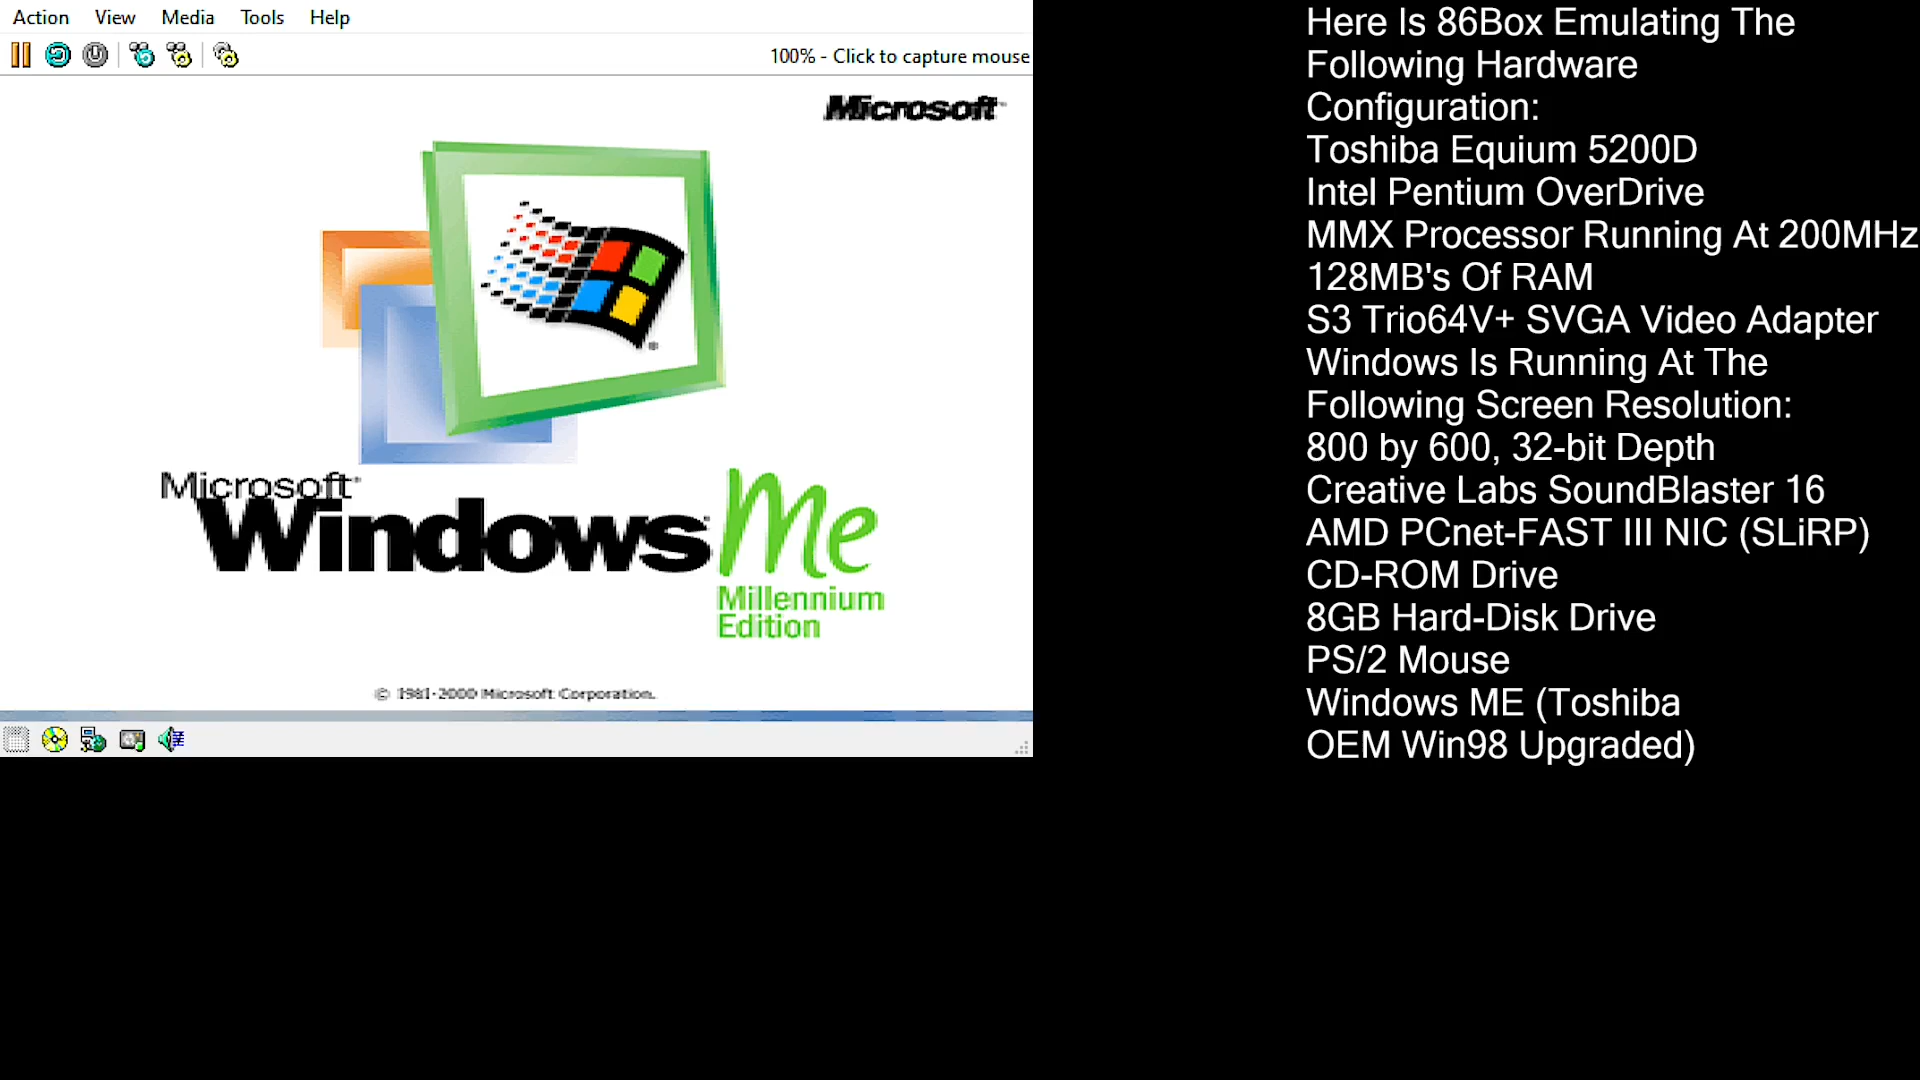 Action View Media Tools Help
100% - Click to capture mouse
Microsoft
Microsoft
Windows Me
Millennium
Edition
© 1981-2000 Microsoft Corporation.
Here Is 86Box Emulating The
Following Hardware
Configuration:
Toshiba Equium 5200D
Intel Pentium OverDrive
MMX Processor Running At 200MHz
128MB's Of RAM
S3 Trio64V+ SVGA Video Adapter
Windows Is Running At The
Following Screen Resolution:
800 by 600, 32-bit Depth
Creative Labs SoundBlaster 16
AMD PCnet-FAST III NIC (SLiRP)
CD-ROM Drive
8GB Hard-Disk Drive
PS/2 Mouse
Windows ME (Toshiba
OEM Win98 Upgraded)